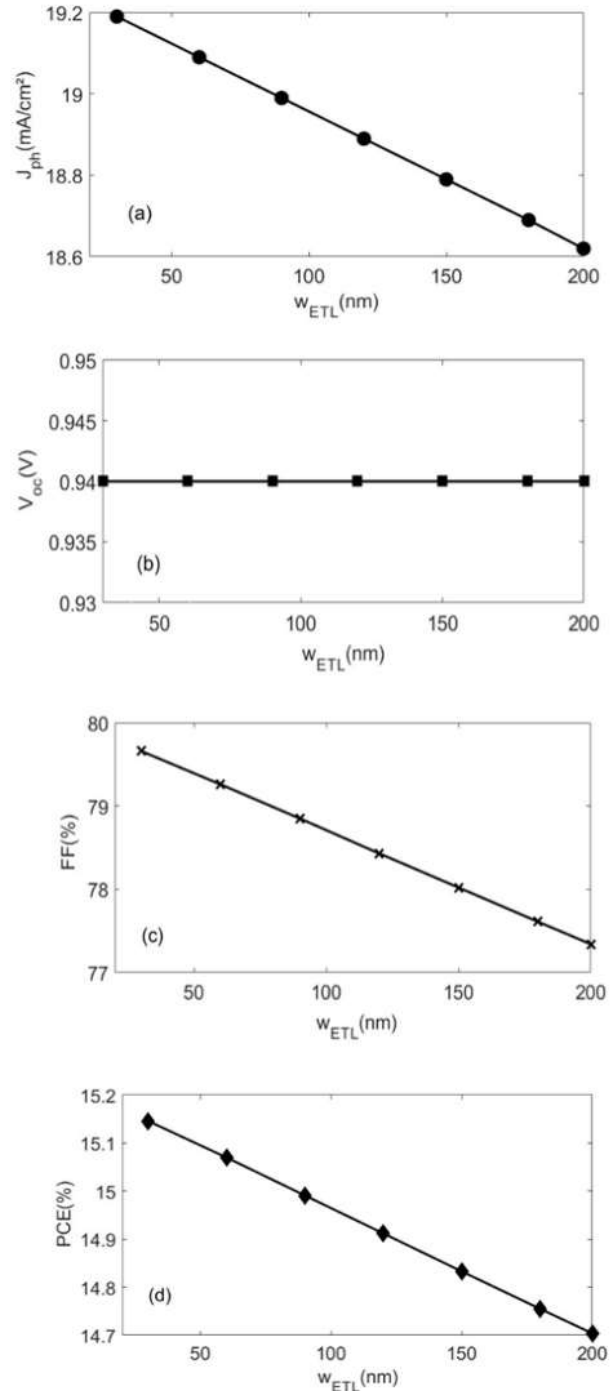 19.2
19
18.8
18.6
J_ph(mA/cm²)
(a)
50 100 150 200
w_ETL(nm)
0.95
0.945
0.94
0.935
0.93
V_oc(V)
(b)
50 100 150 200
w_ETL(nm)
80
79
78
77
FF(%)
(c)
50 100 150 200
w_ETL(nm)
15.2
15.1
15
14.9
14.8
14.7
PCE(%)
(d)
50 100 150 200
w_ETL(nm)